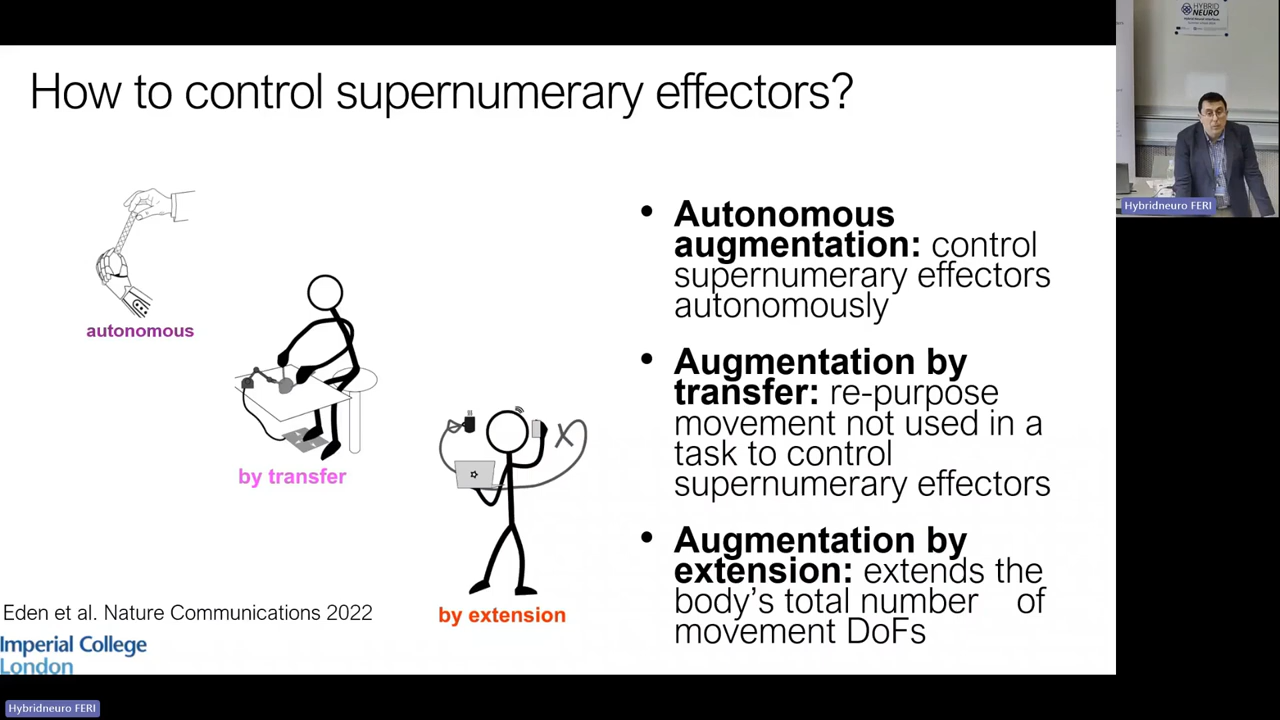 How to control supernumerary effectors?
HYBRID
NEURO
Hybridneuro FERI
autonomous
by transfer
by extension
• Autonomous
augmentation: control
supernumerary effectors
autonomously
• Augmentation by
transfer: re-purpose
movement not used in a
task to control
supernumerary effectors
• Augmentation by
extension: extends the
body's total number of
movement DoFs
Eden et al. Nature Communications 2022
Imperial College
London
Hybridneuro FERI